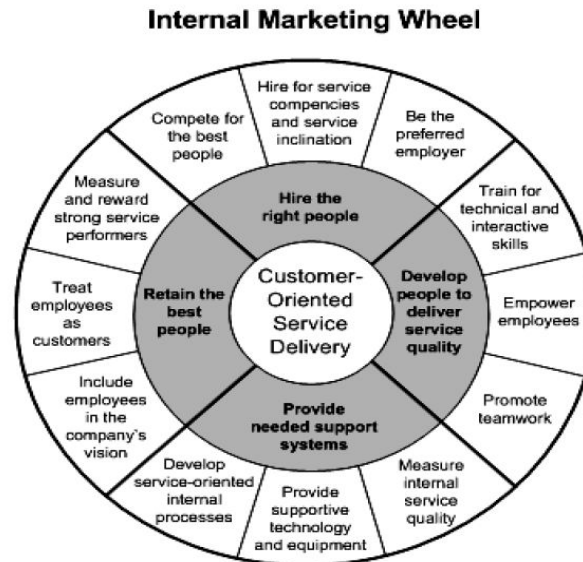 Internal Marketing Wheel
Compete for
the best
people
Hire for service
compencies
and service
inclination
Be the
preferred
employer
Measure
and reward
strong service
performers
Hire the
right people
Train for
technical and
interactive
skills
Treat
employees
as
customers
Retain the
best
people
Customer-
Oriented
Service
Delivery
Develop
people to
deliver
service
quality
Empower
employees
Include
employees
in the
company`s
vision
Provide
needed support
systems
Promote
teamwork
Develop
service-oriented
internal
processes
Provide
supportive
technology
and equipment
Measure
internal
service
quality